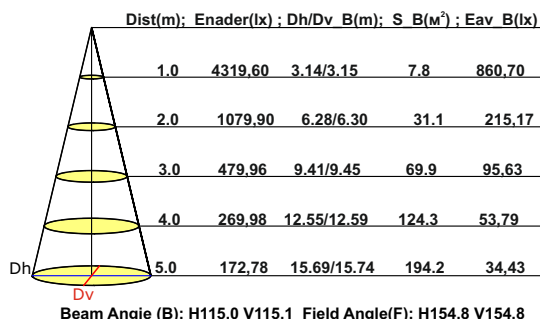 Dist(m); Enader(lx) ; Dh/Dv_B(m) ; S_B(м²) ; Eav_B(lx)
1.0 4319,60 3.14/3.15 7.8 860,70
2.0 1079,90 6.28/6.30 31.1 215,17
3.0 479,96 9.41/9.45 69.9 95,63
4.0 269,98 12.55/12.59 124.3 53,79
Dh 5.0 172,78 15.69/15.74 194.2 34,43
Dv
Beam Angie (B): H115.0 V115.1 Field Angle(F): H154.8 V154.8